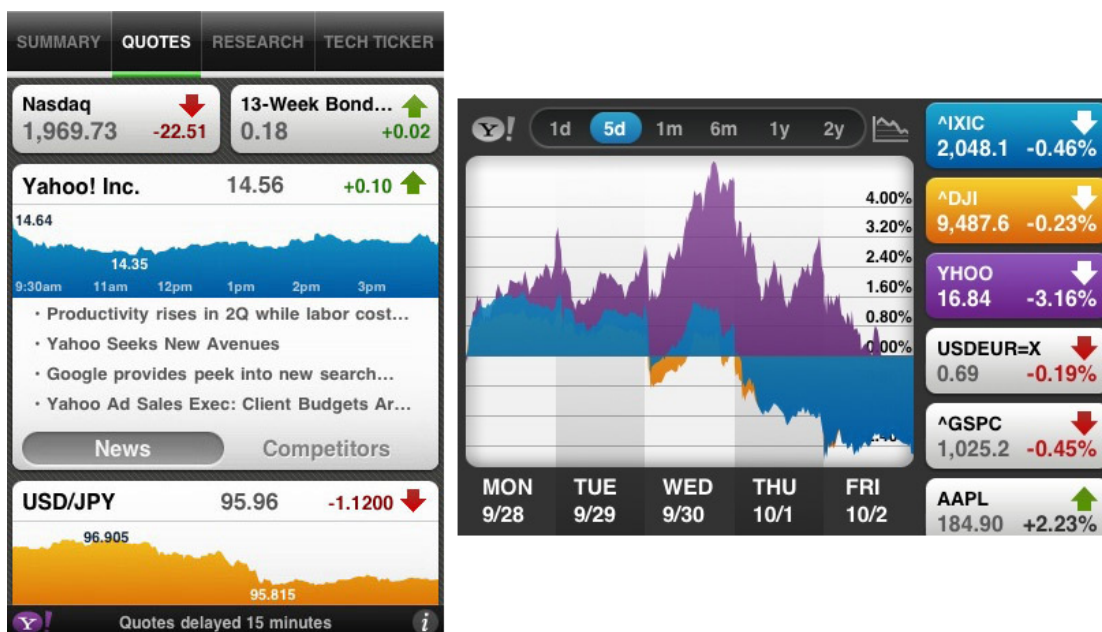 SUMMARY QUOTES RESEARCH TECH TICKER
Nasdaq
1,969.73 -22.51
13-Week Bond...
0.18 +0.02
Yahoo! Inc. 14.56 +0.10
14.64
14.35
9:30am 11am 12pm 1pm 2pm 3pm
· Productivity rises in 2Q while labor cost...
· Yahoo Seeks New Avenues
· Google provides peek into new search...
· Yahoo Ad Sales Exec: Client Budgets Ar...
News Competitors
USD/JPY 95.96 -1.1200
96.905
95.815
Y! Quotes delayed 15 minutes i
Y! 1d 5d 1m 6m 1y 2y
4.00%
3.20%
2.40%
1.60%
0.80%
0.00%
MON TUE WED THU FRI
9/28 9/29 9/30 10/1 10/2
^IXIC
2,048.1 -0.46%
^DJI
9,487.6 -0.23%
YHOO
16.84 -3.16%
USDEUR=X
0.69 -0.19%
^GSPC
1,025.2 -0.45%
AAPL
184.90 +2.23%